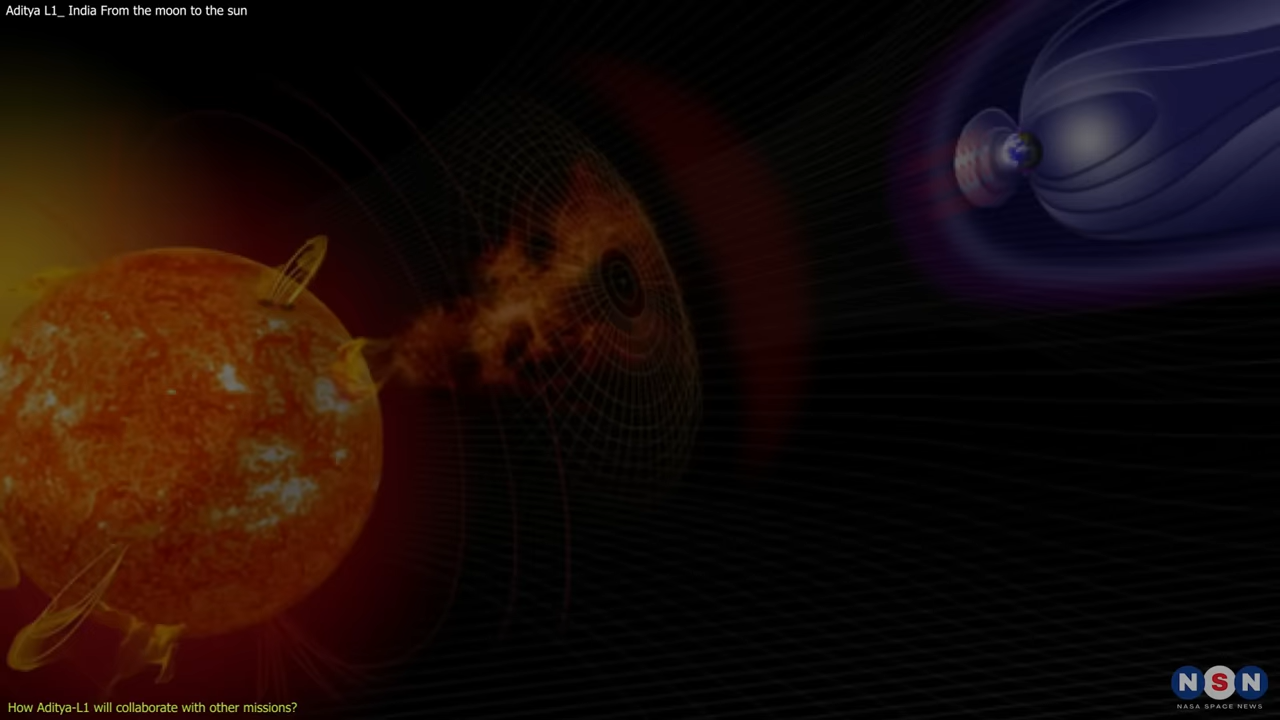 Aditya L1_ India From the moon to the sun
How Aditya-L1 will collaborate with other missions?
NSN
NASA SPACE NEWS